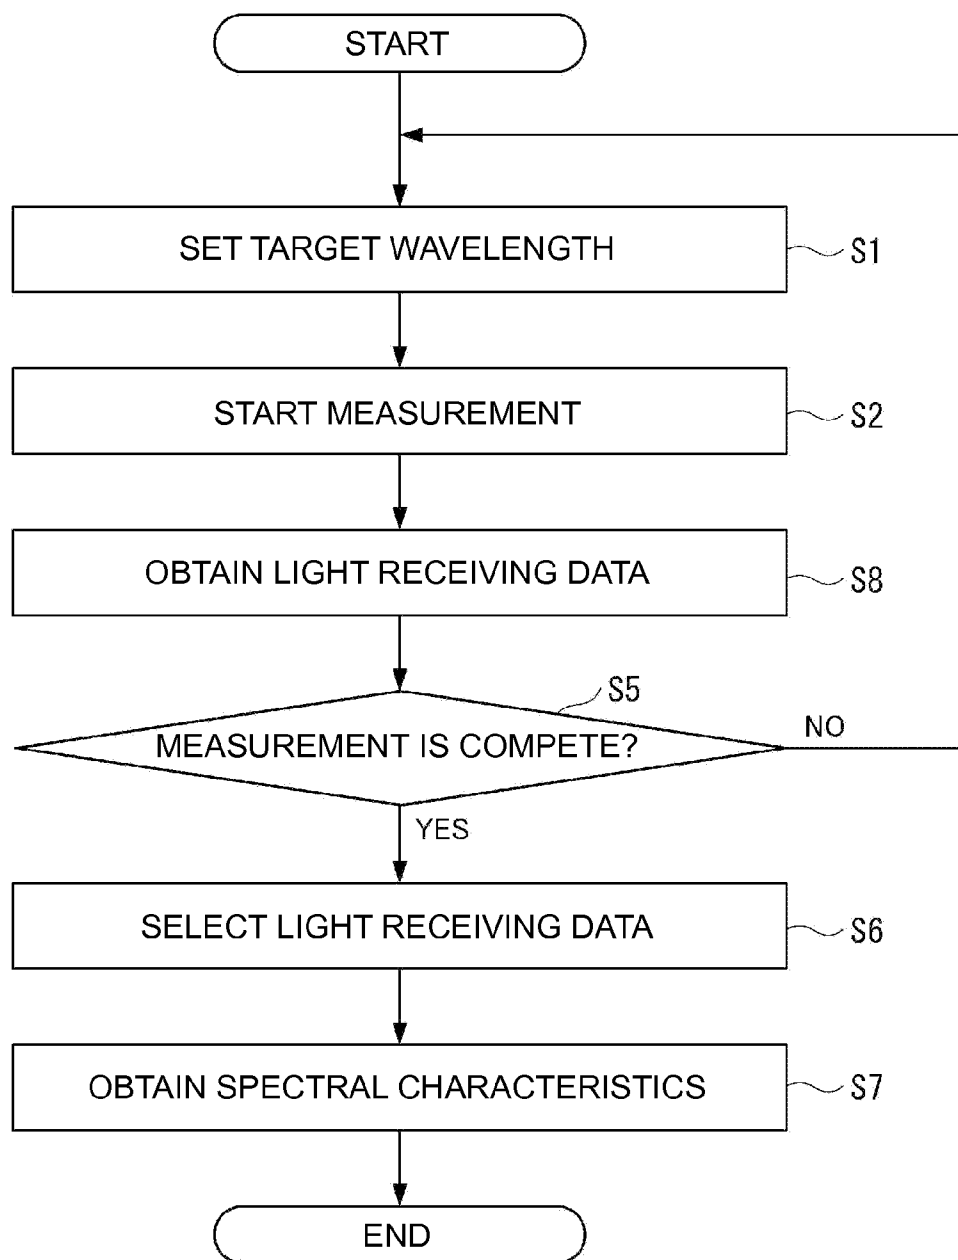 START
SET TARGET WAVELENGTH
S1
START MEASUREMENT
S2
OBTAIN LIGHT RECEIVING DATA
S8
S5
MEASUREMENT IS COMPETE?
NO
YES
SELECT LIGHT RECEIVING DATA
S6
OBTAIN SPECTRAL CHARACTERISTICS
S7
END